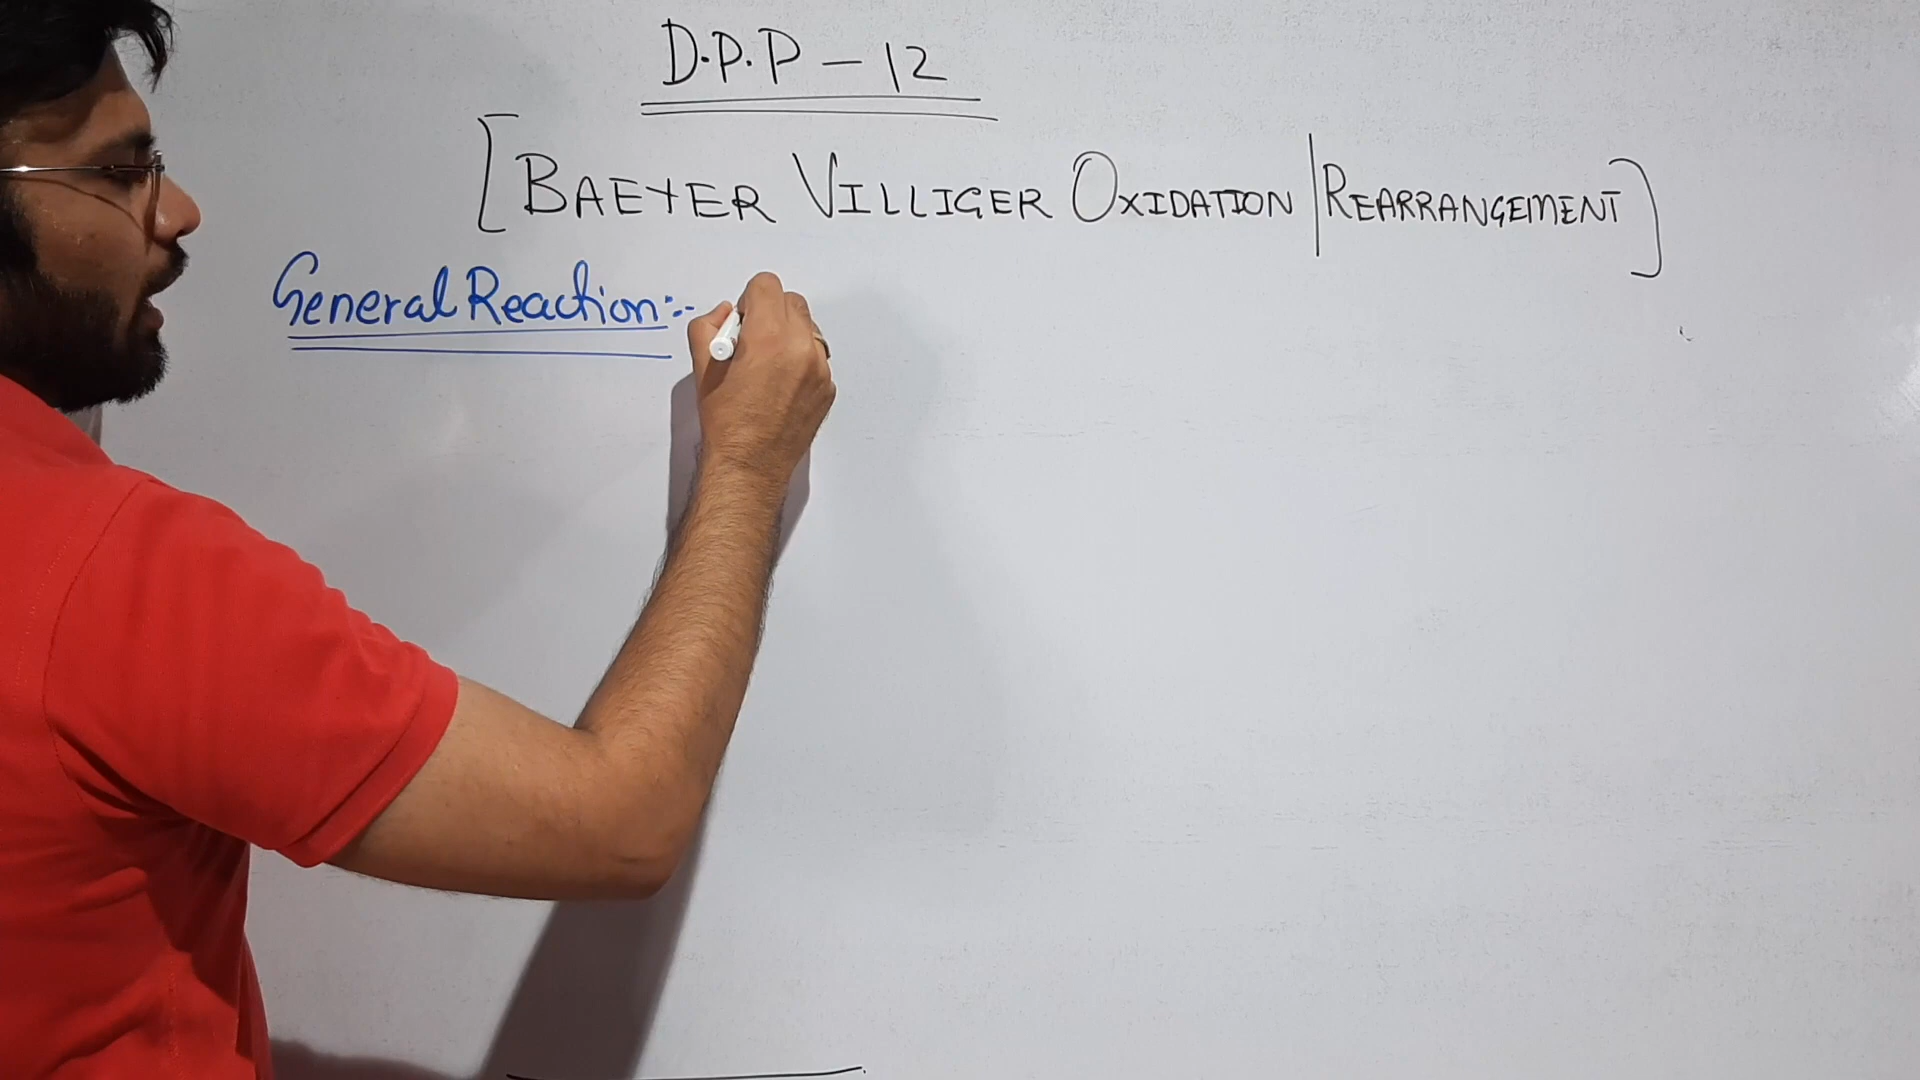 D.P.P – 12
[BAEYER VILLIGER OXIDATION | REARRANGEMENT]
General Reaction:-